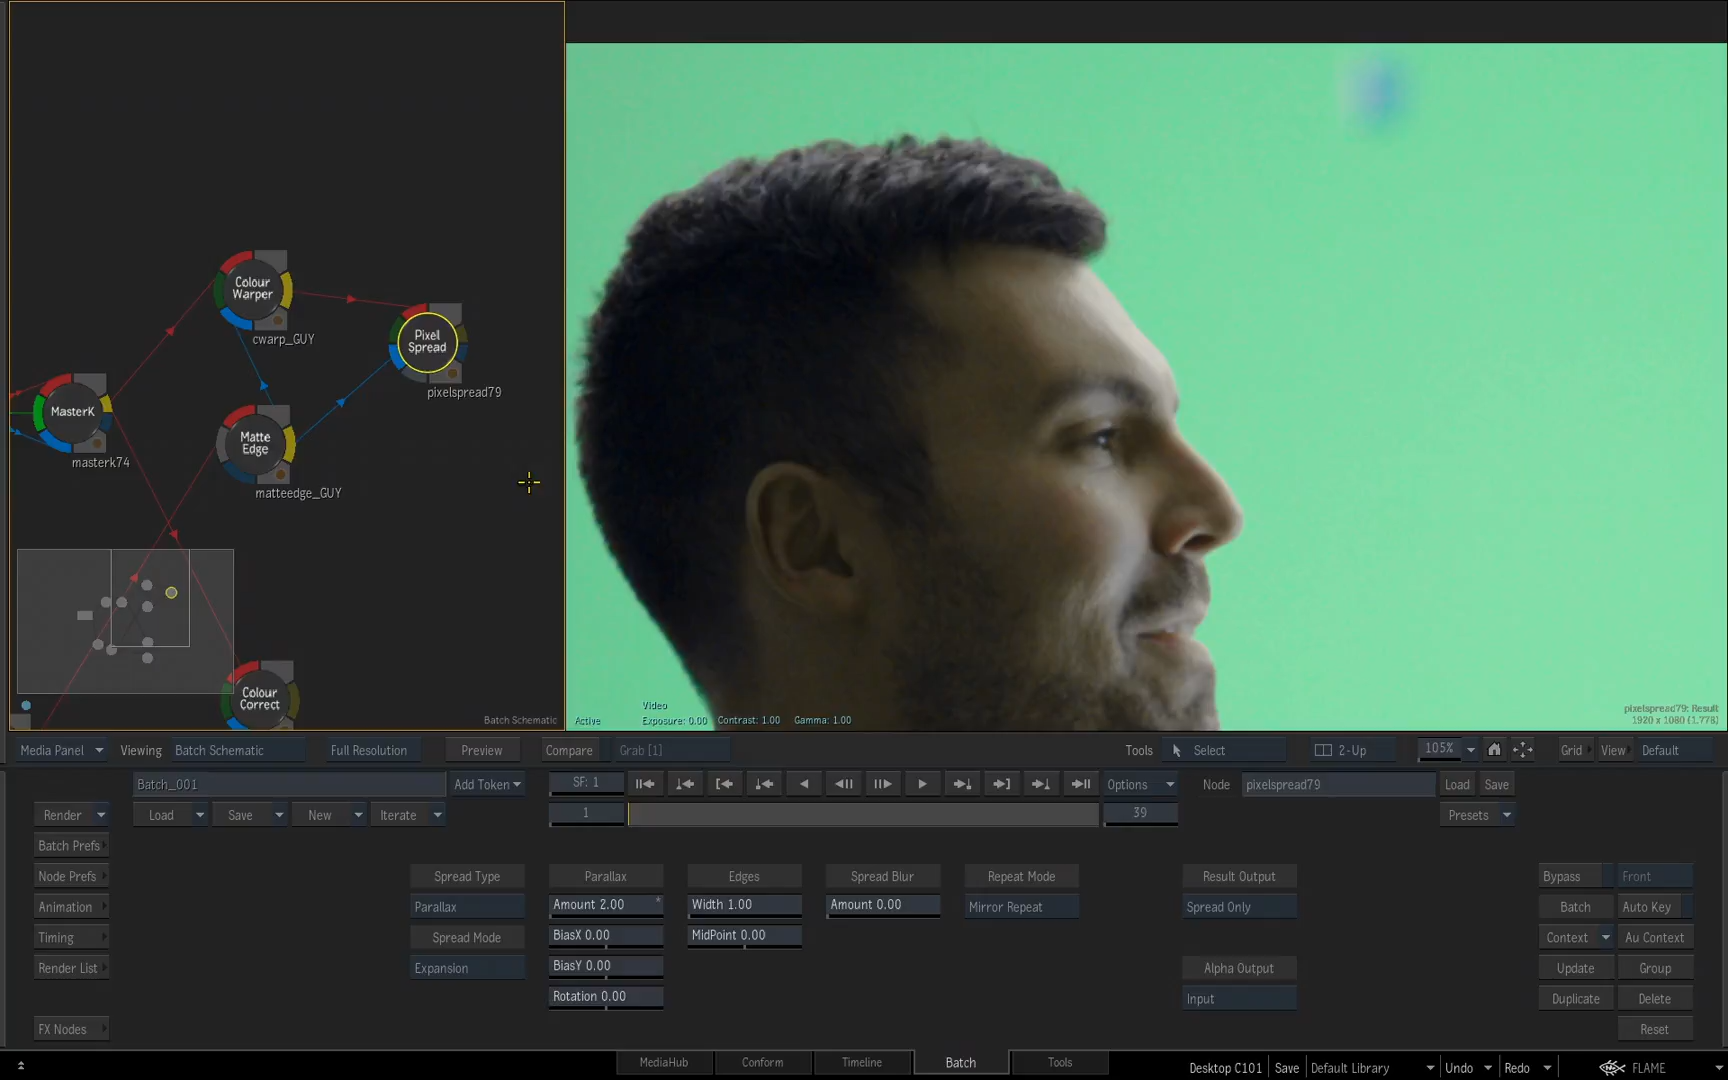 Colour
Warper
cwarp_GUY
Pixel
Spread
pixelspread79
MasterK
masterk74
Matte
Edge
matteedge_GUY
Colour
Correct
Batch Schematic
Active
Video
Exposure: 0.00 Contrast: 1.00 Gamma: 1.00
pixelspread79: Result
1920 x 1080 (1.778)
Media Panel Viewing Batch Schematic Full Resolution Preview Compare Grab [1] Tools Select 2-Up 105% Grid View Default
Batch_001 Add Token SF: 1 Options Node pixelspread79 Load Save
Render Load Save New Iterate 1 39 Presets
Batch Prefs
Node Prefs Spread Type Parallax Edges Spread Blur Repeat Mode Result Output Bypass Front
Animation Parallax Amount 2.00 * Width 1.00 Amount 0.00 Mirror Repeat Spread Only Batch Auto Key
Timing Spread Mode BiasX 0.00 MidPoint 0.00 Context Au Context
Render List Expansion BiasY 0.00 Alpha Output Update Group
Rotation 0.00 Input Duplicate Delete
FX Nodes Reset
MediaHub Conform Timeline Batch Tools Desktop C101 Save Default Library Undo Redo FLAME